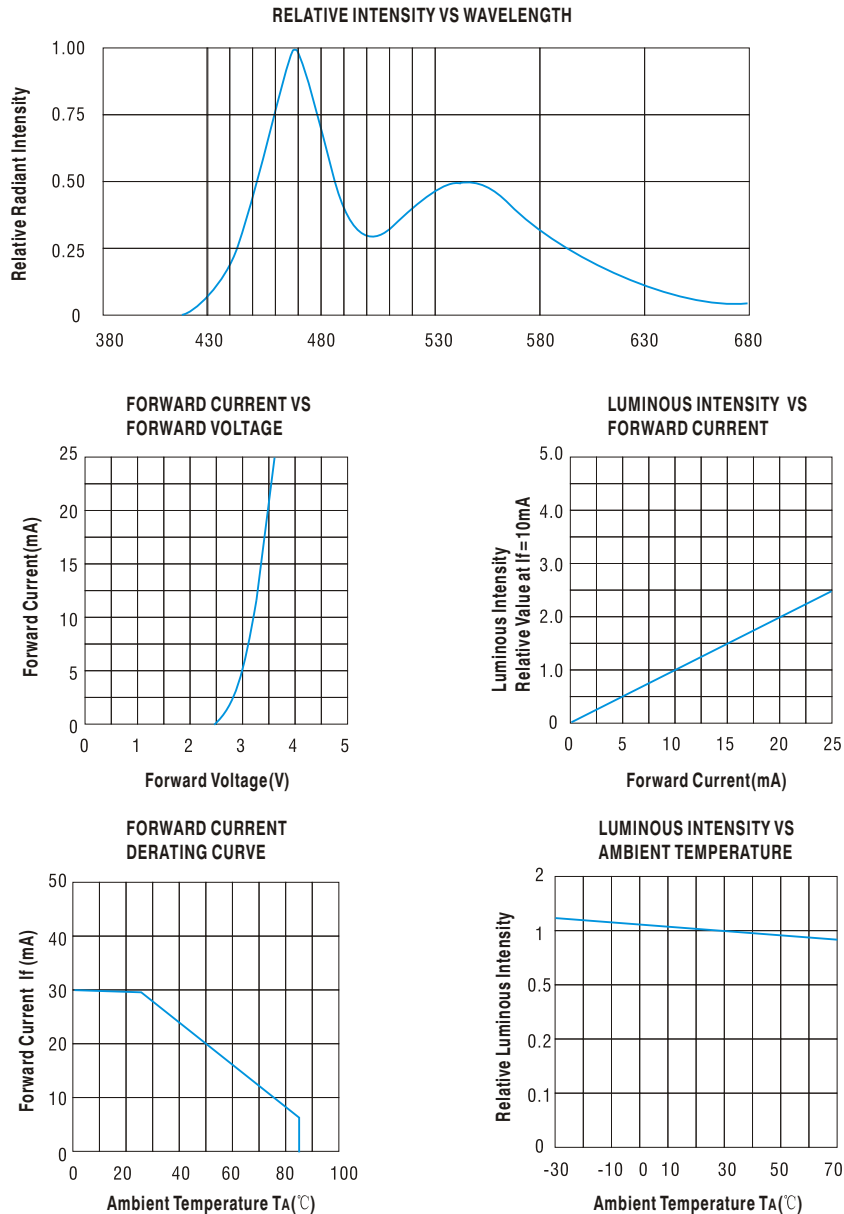 RELATIVE INTENSITY VS WAVELENGTH
Relative Radiant Intensity
1.00
0.75
0.50
0.25
0
380 430 480 530 580 630 680
FORWARD CURRENT VS
FORWARD VOLTAGE
Forward Current(mA)
25
20
15
10
5
0
0 1 2 3 4 5
Forward Voltage(V)
LUMINOUS INTENSITY VS
FORWARD CURRENT
Luminous Intensity
Relative Value at If=10mA
5.0
4.0
3.0
2.0
1.0
0
0 5 10 15 20 25
Forward Current(mA)
FORWARD CURRENT
DERATING CURVE
Forward Current If (mA)
50
40
30
20
10
0
0 20 40 60 80 100
Ambient Temperature TA(℃)
LUMINOUS INTENSITY VS
AMBIENT TEMPERATURE
Relative Luminous Intensity
2
1
0.5
0.2
0.1
0
-30 -10 0 10 30 50 70
Ambient Temperature TA(℃)